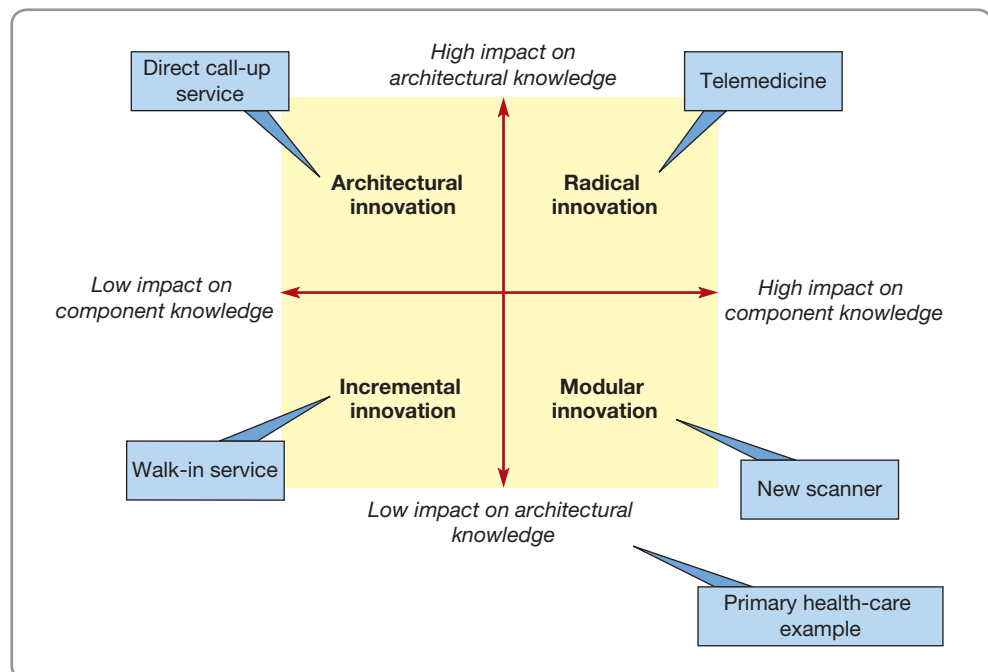 High impact on
architectural knowledge
Direct call-up
service
Telemedicine
Architectural
innovation
Radical
innovation
Low impact on
component knowledge
High impact on
component knowledge
Incremental
innovation
Modular
innovation
Walk-in service
New scanner
Low impact on architectural
knowledge
Primary health-care
example